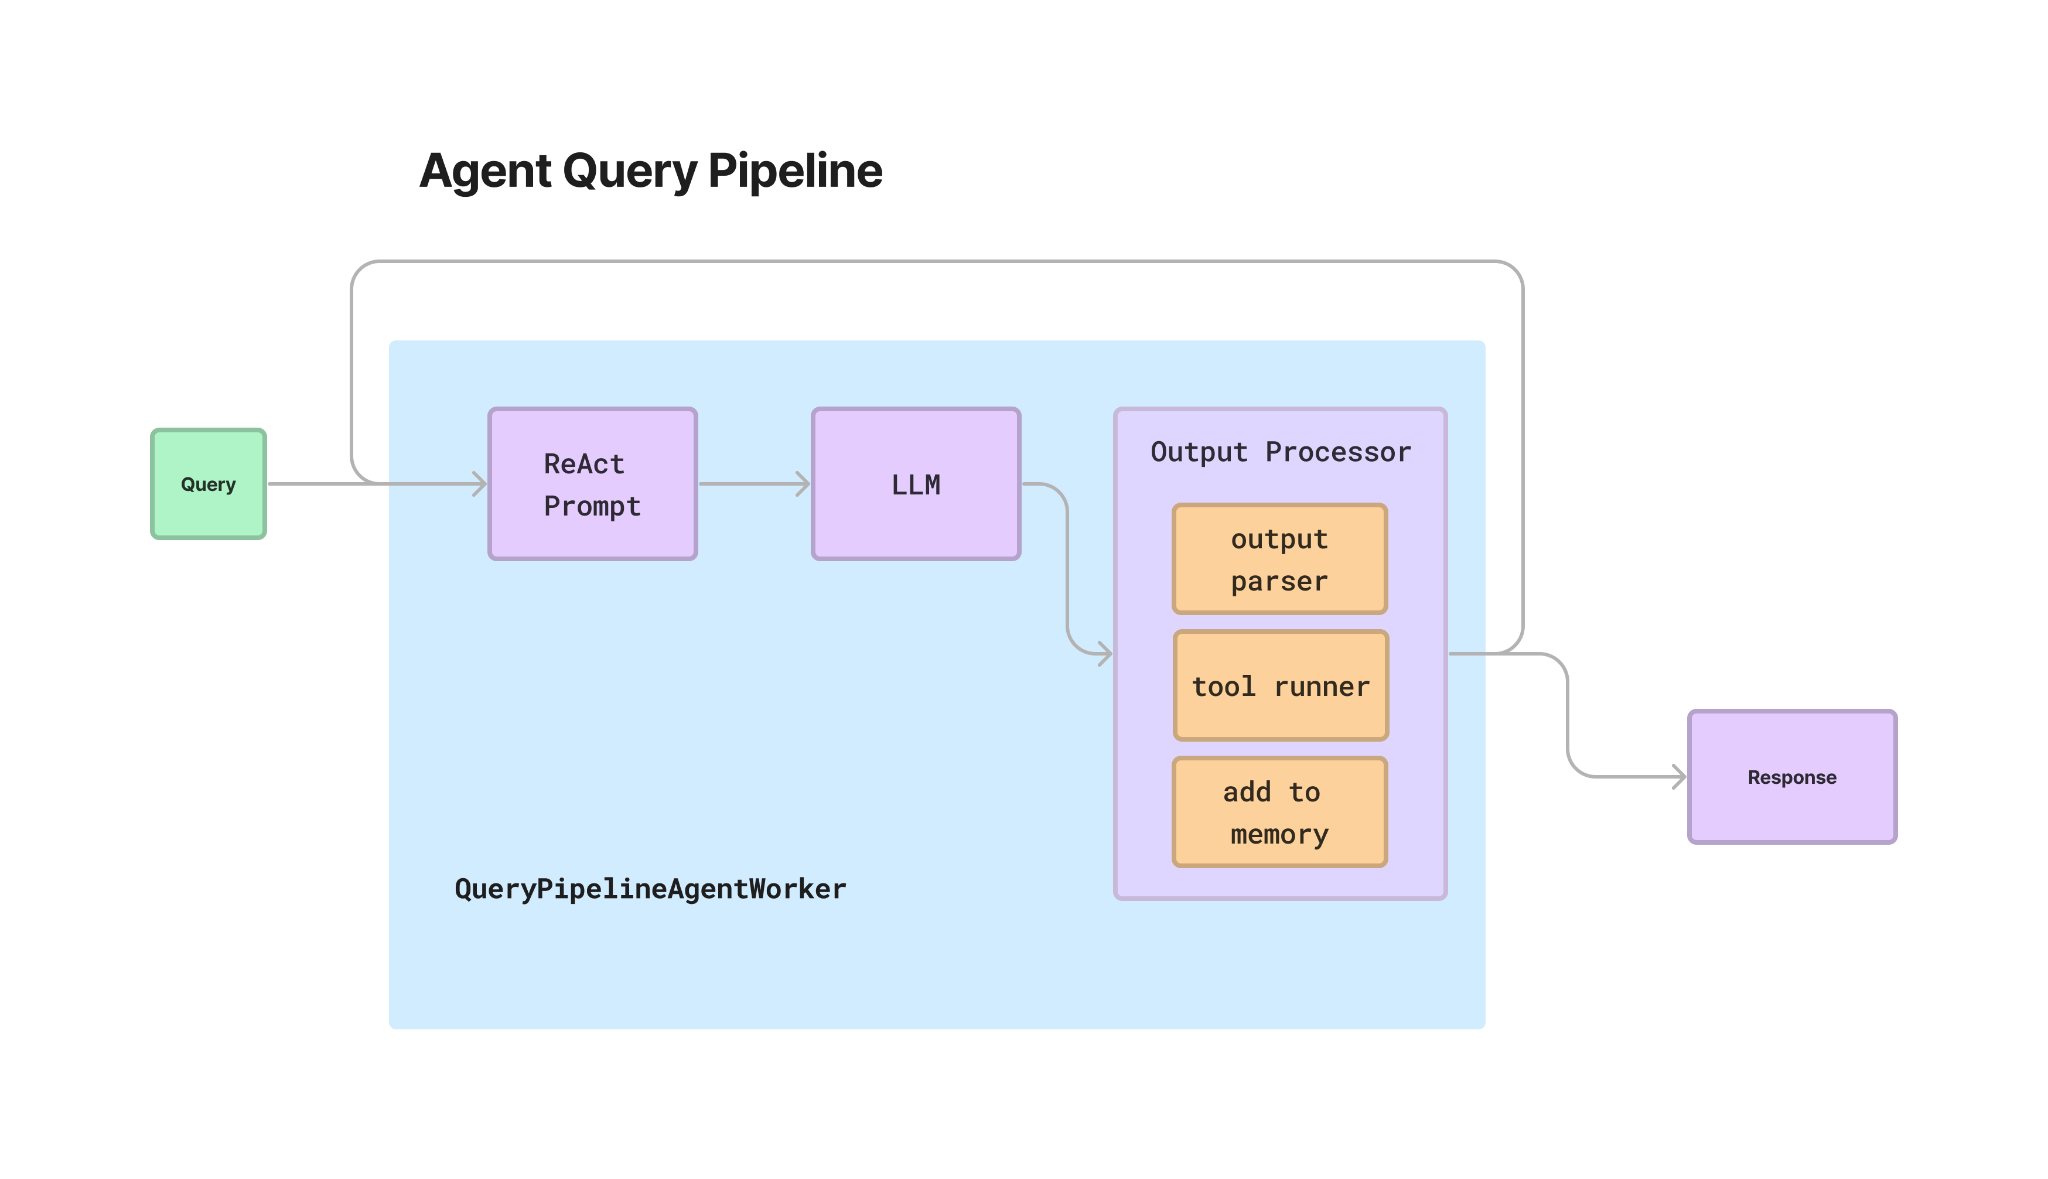 Agent Query Pipeline
Query
ReAct
Prompt
LLM
Output Processor
output
parser
tool runner
add to
memory
QueryPipelineAgentWorker
Response